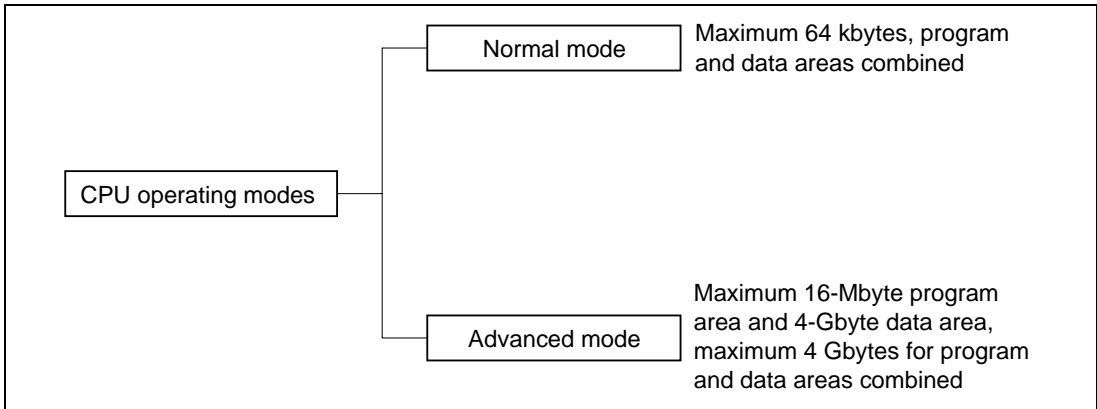 Normal mode
Maximum 64 kbytes, program
and data areas combined
CPU operating modes
Advanced mode
Maximum 16-Mbyte program
area and 4-Gbyte data area,
maximum 4 Gbytes for program
and data areas combined